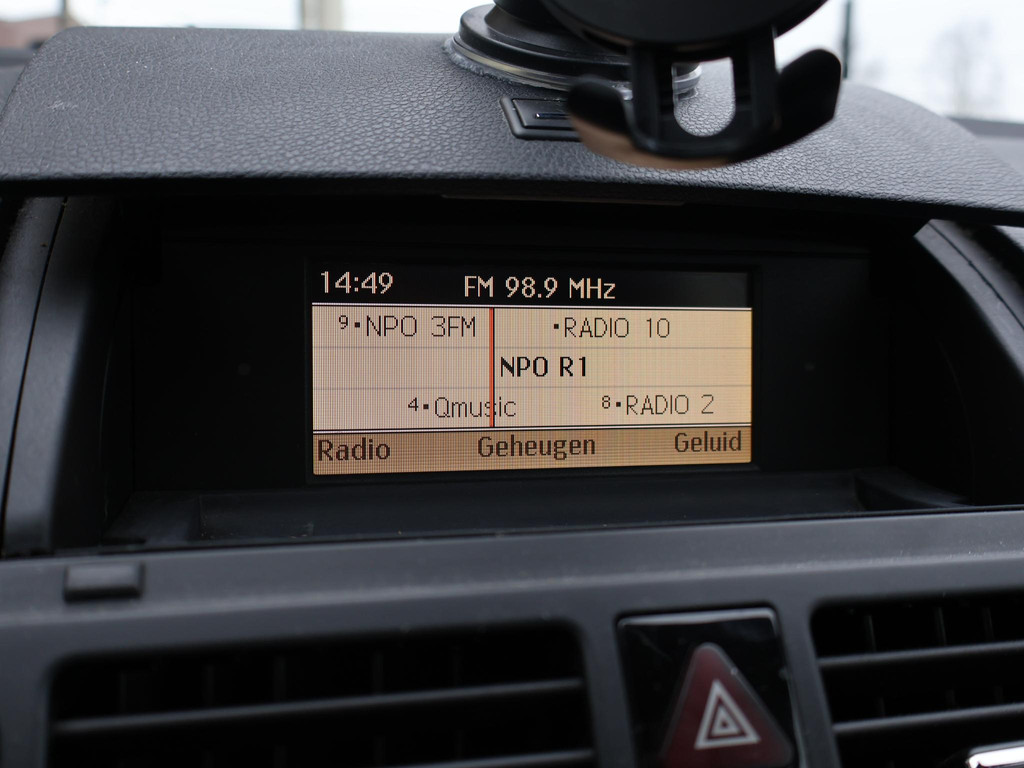 14:49 FM 98.9 MHz
9▪NPO 3FM ▪RADIO 10
NPO R1
4▪Qmusic 8▪RADIO 2
Radio Geheugen Geluid